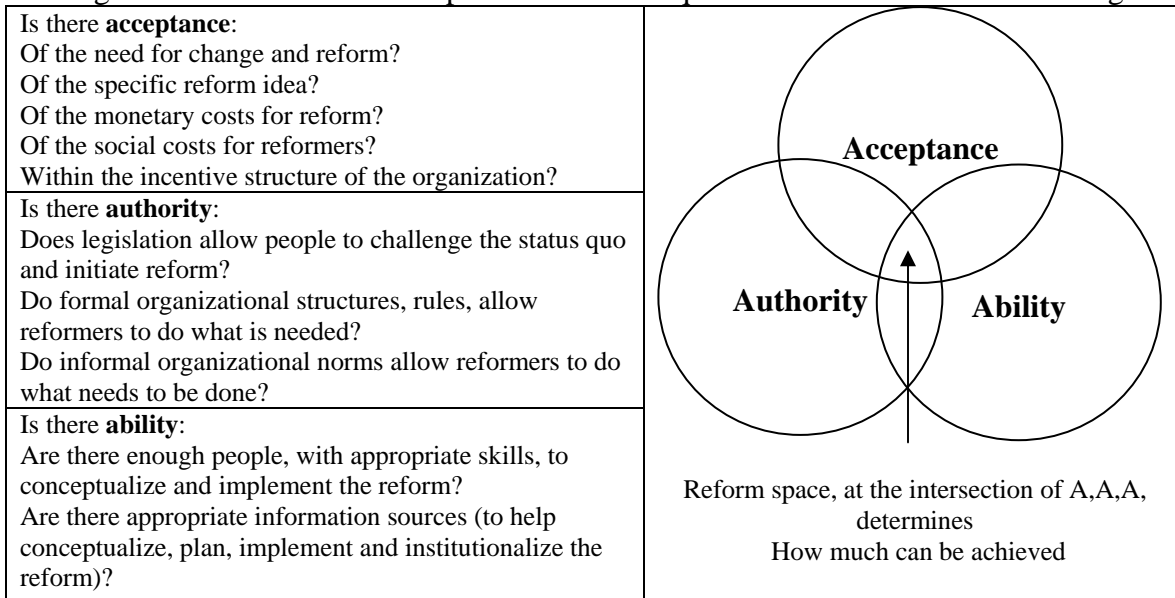 Is there acceptance:
Of the need for change and reform?
Of the specific reform idea?
Of the monetary costs for reform?
Of the social costs for reformers?
Within the incentive structure of the organization?
Is there authority:
Does legislation allow people to challenge the status quo
and initiate reform?
Do formal organizational structures, rules, allow
reformers to do what is needed?
Do informal organizational norms allow reformers to do
what needs to be done?
Is there ability:
Are there enough people, with appropriate skills, to
conceptualize and implement the reform?
Are there appropriate information sources (to help
conceptualize, plan, implement and institutionalize the
reform)?
Acceptance
Authority
Ability
Reform space, at the intersection of A,A,A,
determines
How much can be achieved